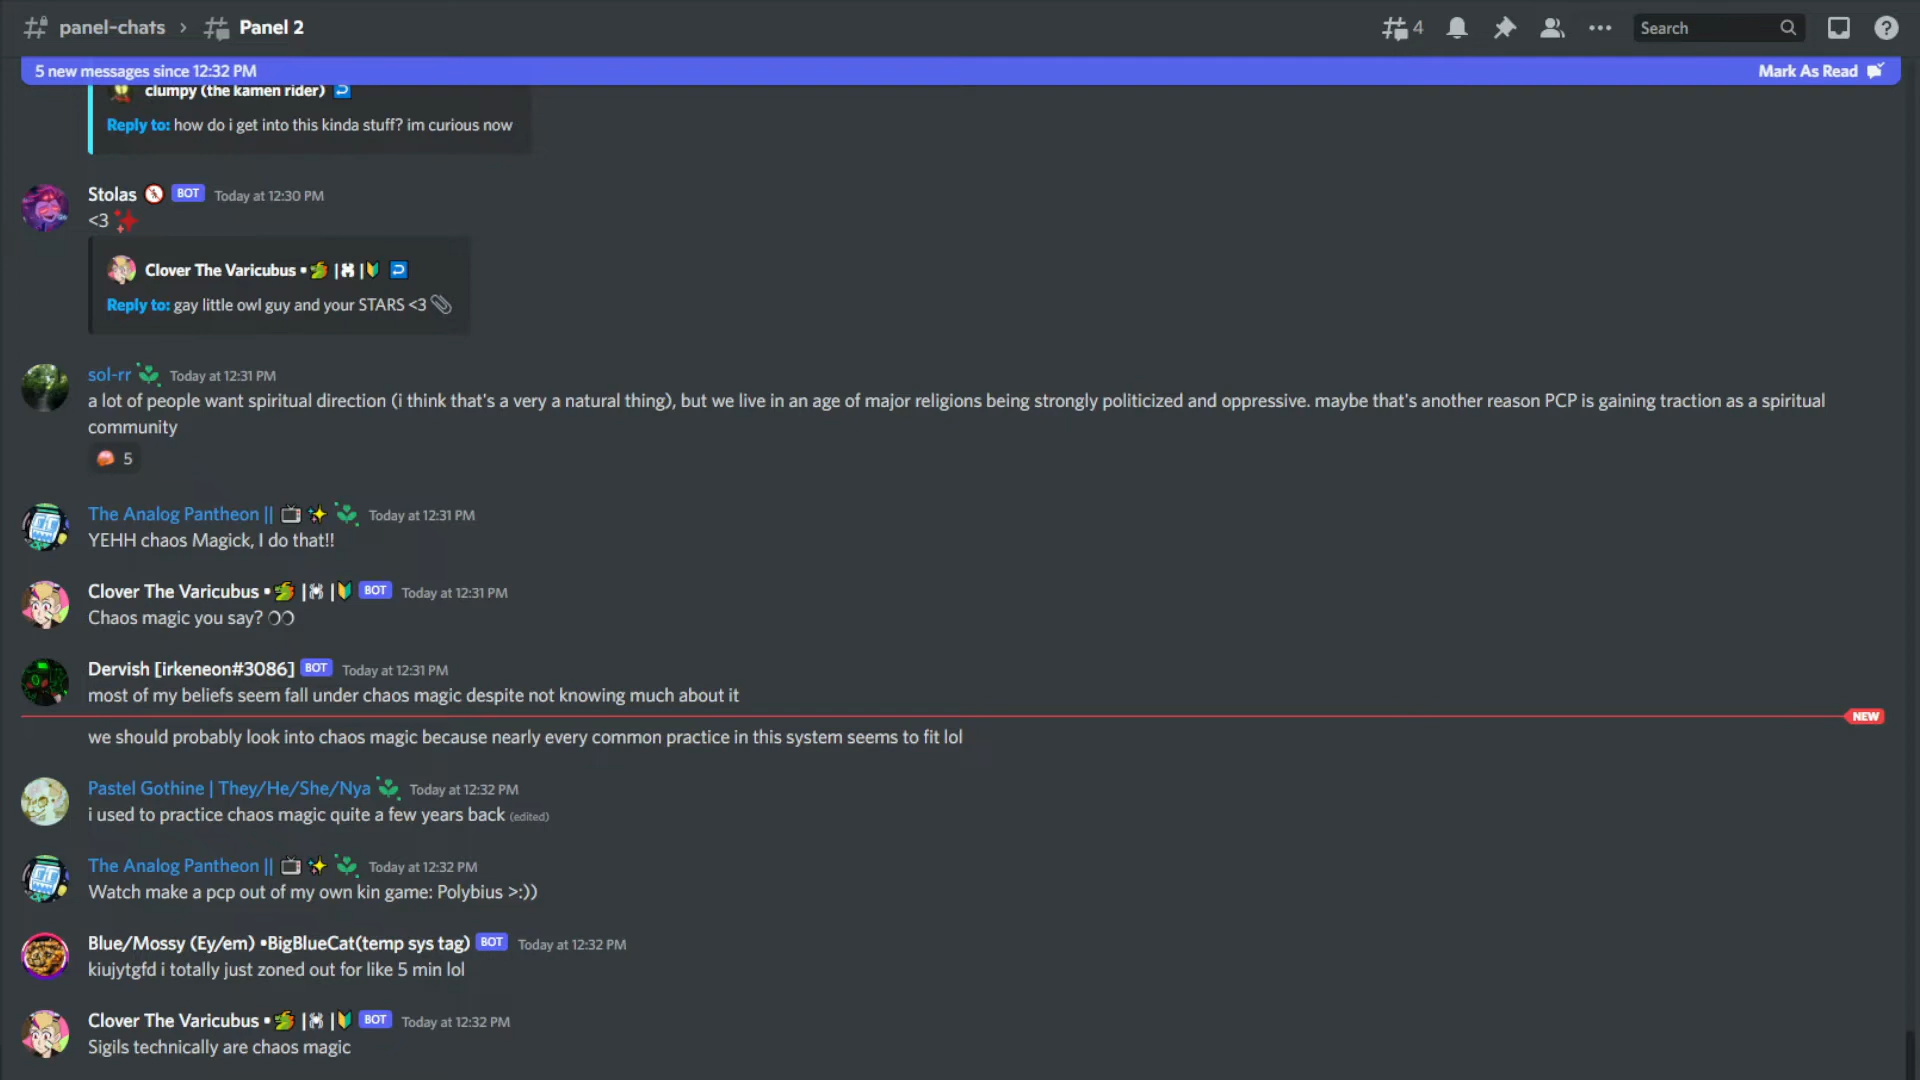 panel-chats › Panel 2
4
Search
5 new messages since 12:32 PM
Mark As Read
clumpy (the kamen rider)
Reply to: how do i get into this kinda stuff? im curious now
Stolas BOT Today at 12:30 PM
<3
Clover The Varicubus • | |
Reply to: gay little owl guy and your STARS <3
sol-rr Today at 12:31 PM
a lot of people want spiritual direction (i think that's a very a natural thing), but we live in an age of major religions being strongly politicized and oppressive. maybe that's another reason PCP is gaining traction as a spiritual
community
5
The Analog Pantheon || Today at 12:31 PM
YEHH chaos Magick, I do that!!
Clover The Varicubus • | | BOT Today at 12:31 PM
Chaos magic you say? OO
Dervish [irkeneon#3086] BOT Today at 12:31 PM
most of my beliefs seem fall under chaos magic despite not knowing much about it
NEW
we should probably look into chaos magic because nearly every common practice in this system seems to fit lol
Pastel Gothine | They/He/She/Nya Today at 12:32 PM
i used to practice chaos magic quite a few years back (edited)
The Analog Pantheon || Today at 12:32 PM
Watch make a pcp out of my own kin game: Polybius >:))
Blue/Mossy (Ey/em) •BigBlueCat(temp sys tag) BOT Today at 12:32 PM
kiujytgfd i totally just zoned out for like 5 min lol
Clover The Varicubus • | | BOT Today at 12:32 PM
Sigils technically are chaos magic